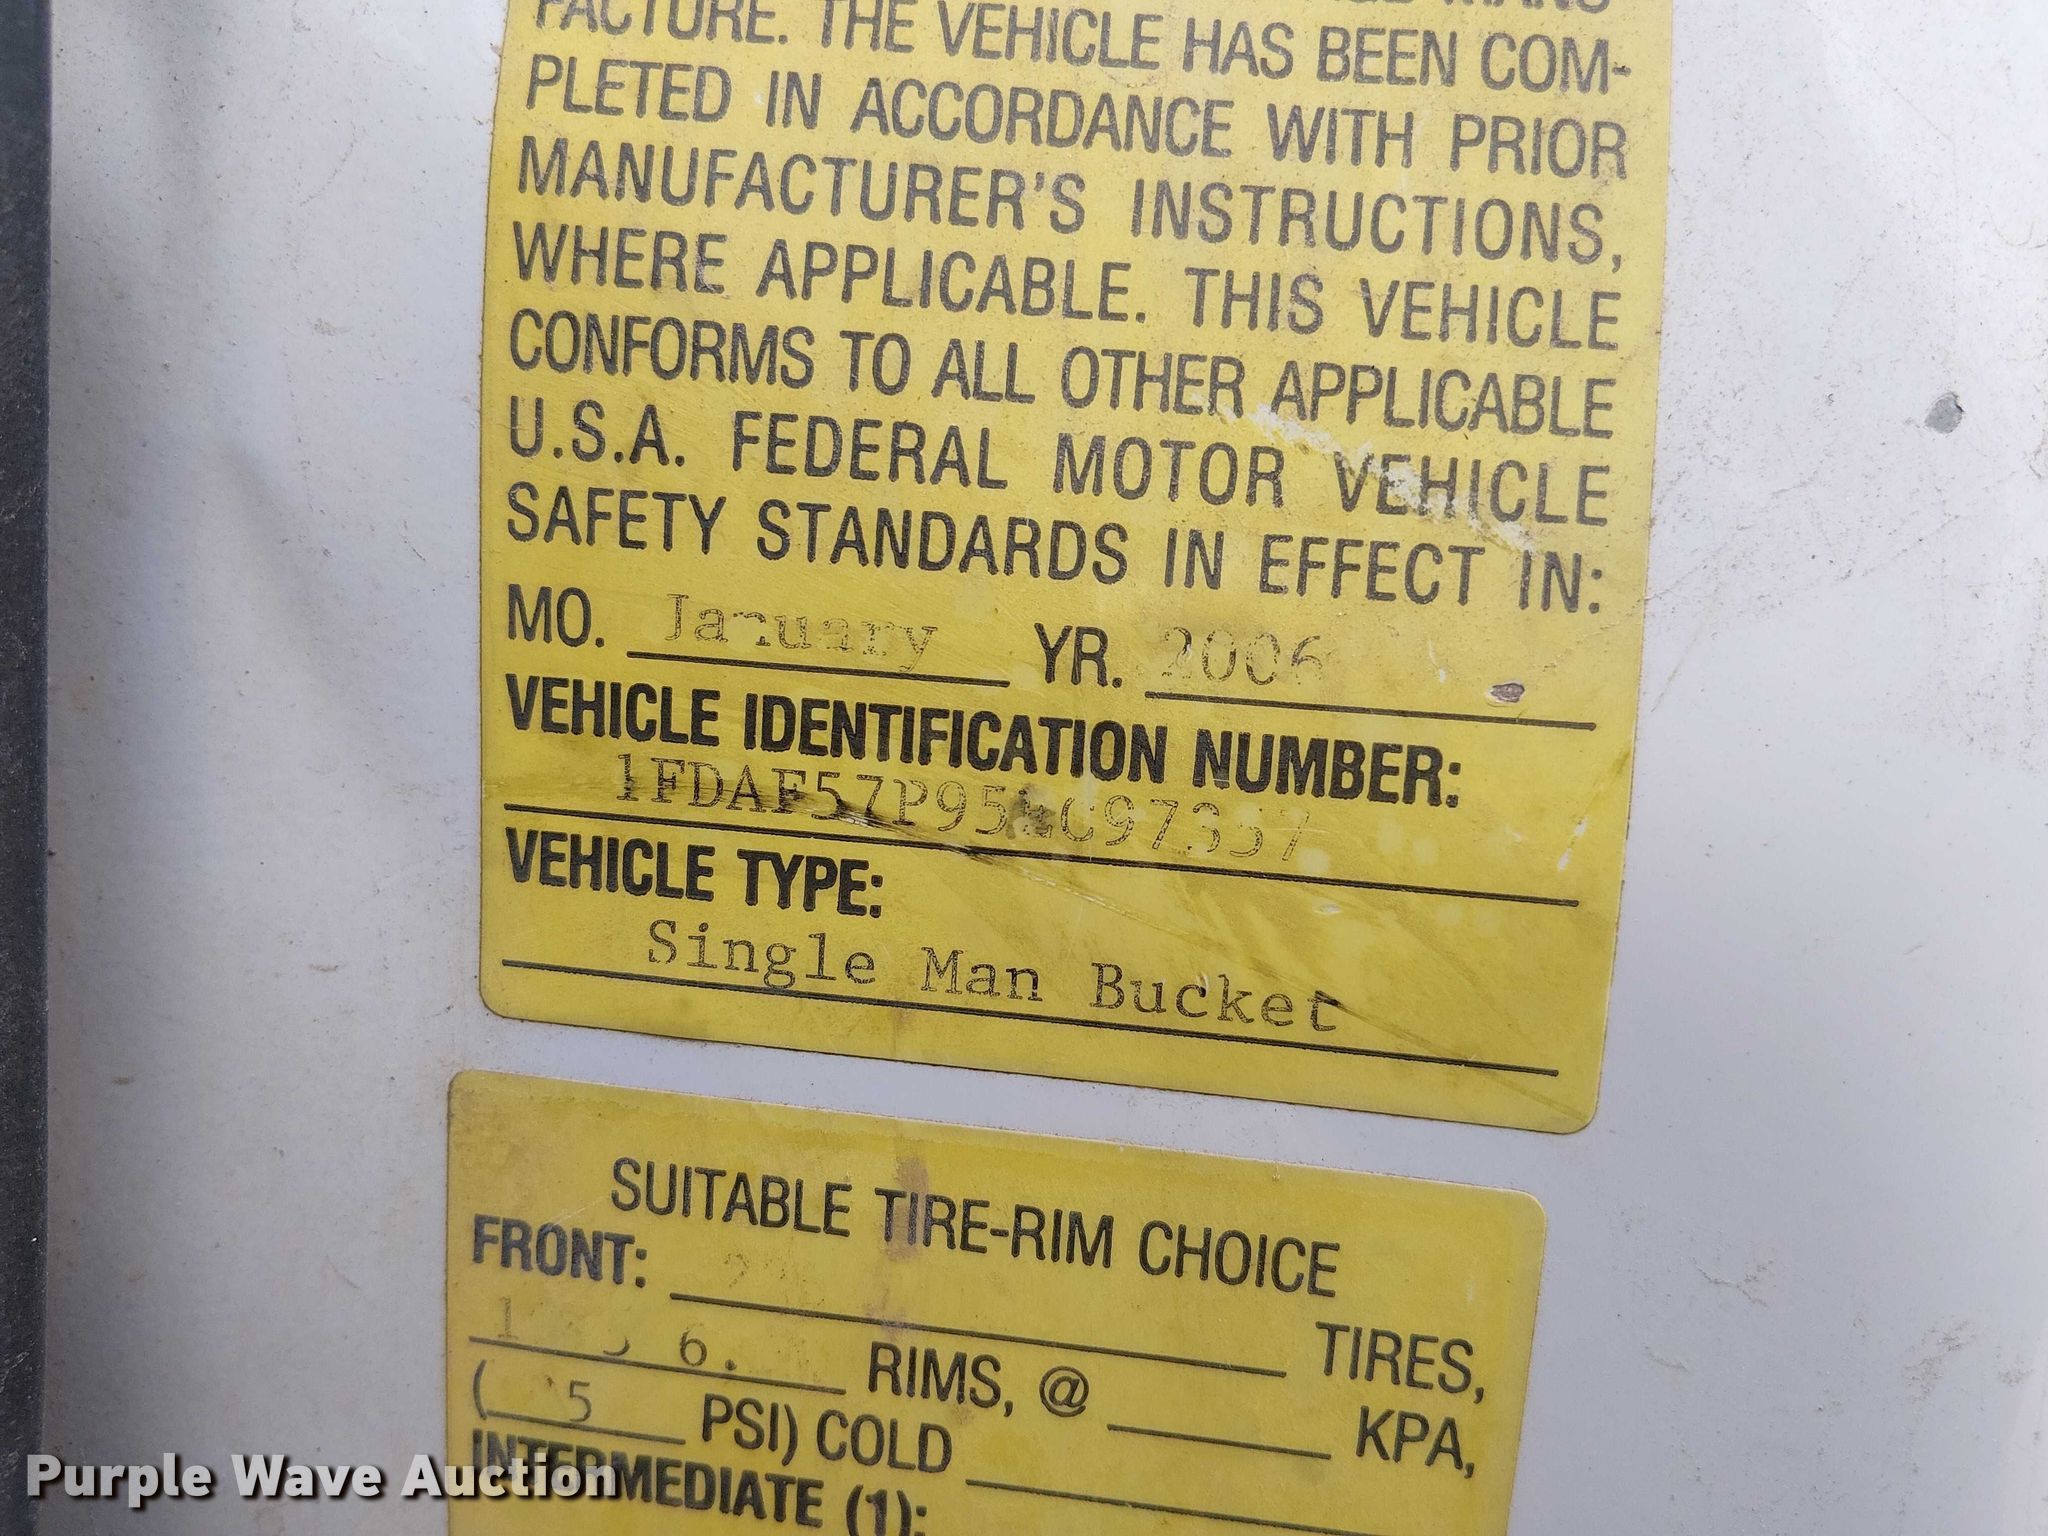 FACTURE. THE VEHICLE HAS BEEN COM-
PLETED IN ACCORDANCE WITH PRIOR
MANUFACTURER'S INSTRUCTIONS,
WHERE APPLICABLE. THIS VEHICLE
CONFORMS TO ALL OTHER APPLICABLE
U.S.A. FEDERAL MOTOR VEHICLE
SAFETY STANDARDS IN EFFECT IN:
MO. January YR. 2006
VEHICLE IDENTIFICATION NUMBER:
VEHICLE TYPE:
Single Man Bucket
SUITABLE TIRE-RIM CHOICE
FRONT: TIRES,
RIMS, @ KPA,
PSI) COLD
INTERMEDIATE (1):
Purple Wave Auction